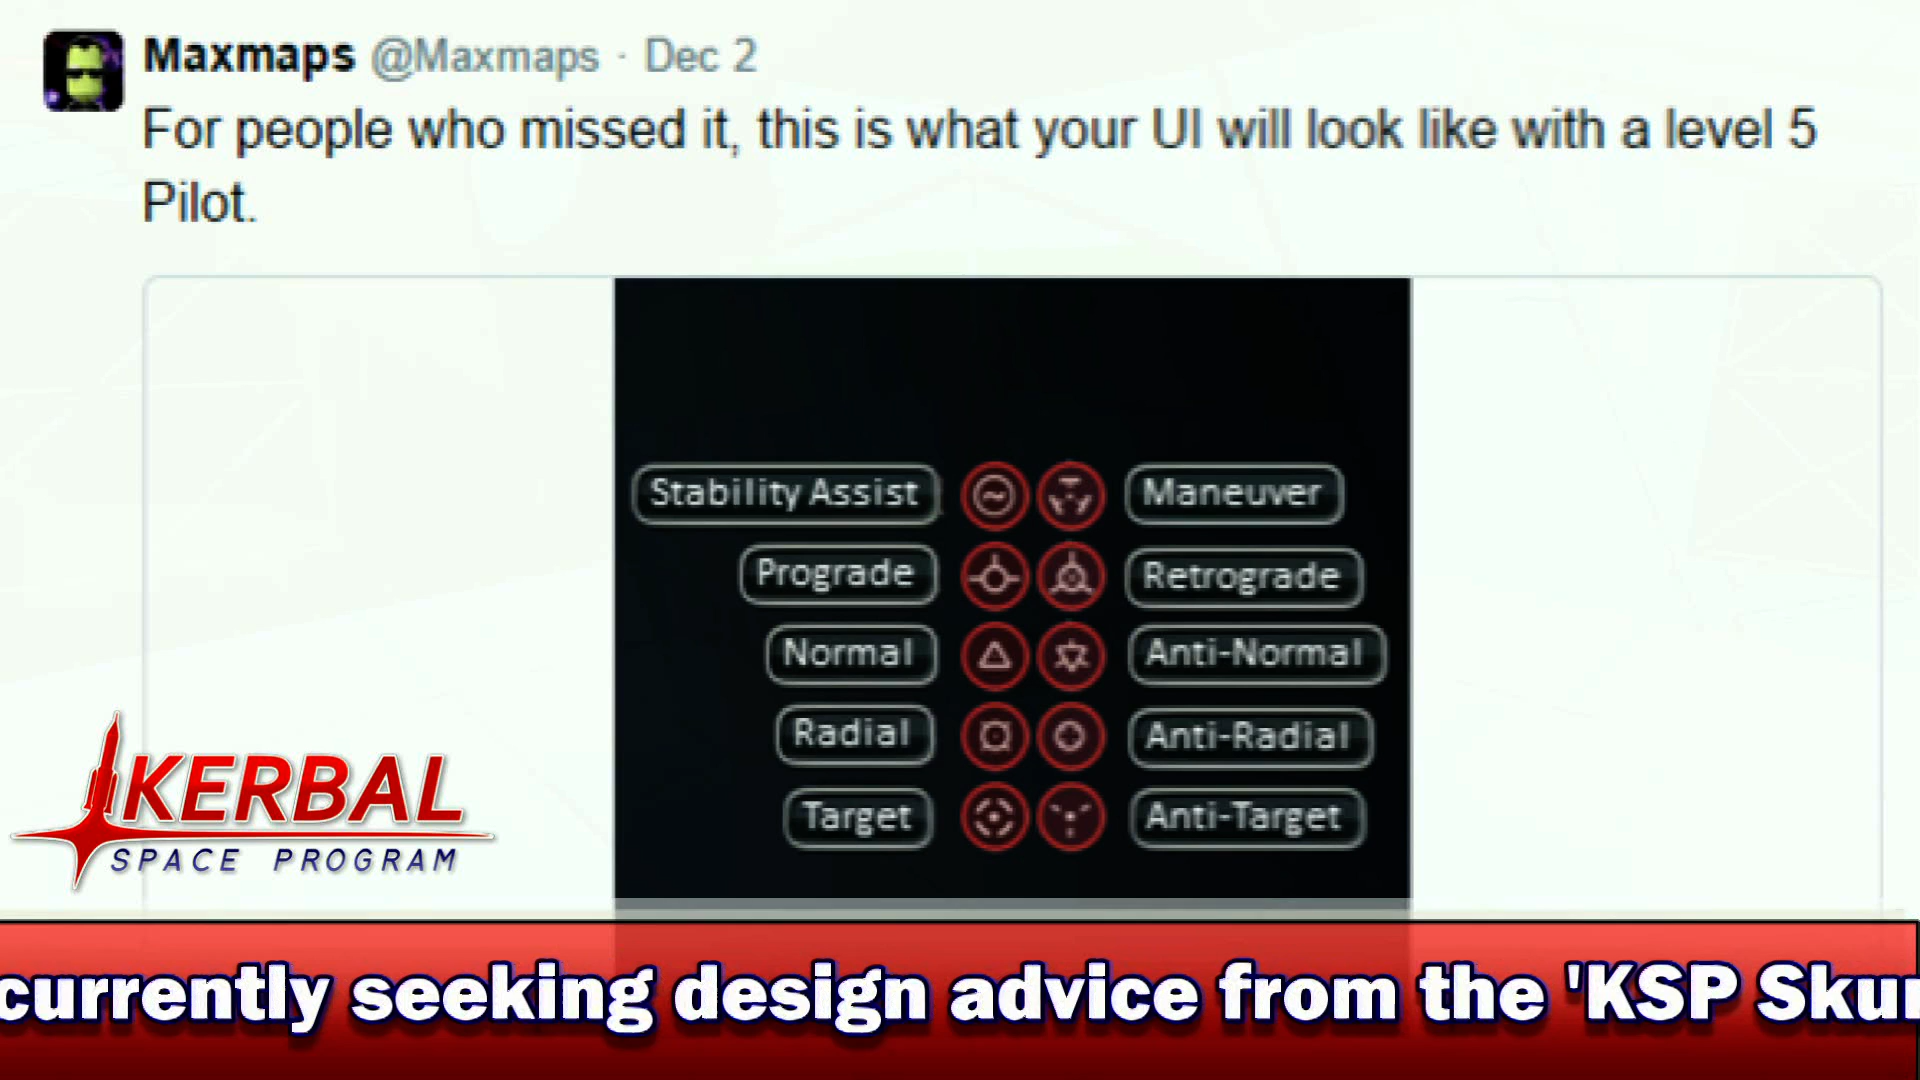 Maxmaps @Maxmaps · Dec 2
For people who missed it, this is what your UI will look like with a level 5
Pilot.
Stability Assist Maneuver
Prograde Retrograde
Normal Anti-Normal
Radial Anti-Radial
Target Anti-Target
KERBAL
SPACE PROGRAM
currently seeking design advice from the 'KSP